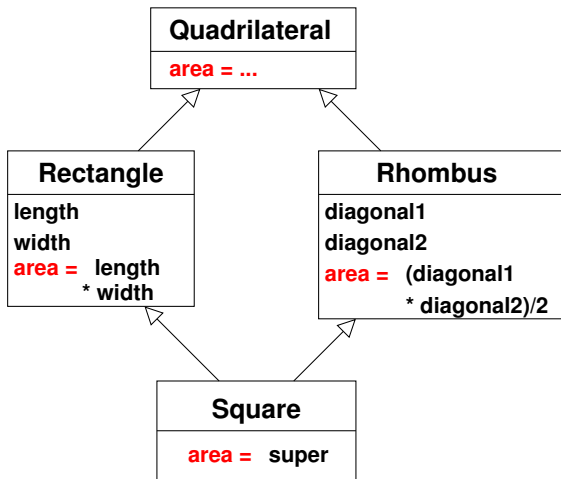 Quadrilateral
area = ...
Rectangle
length
width
area = length
* width
Rhombus
diagonal1
diagonal2
area = (diagonal1
* diagonal2)/2
Square
area = super